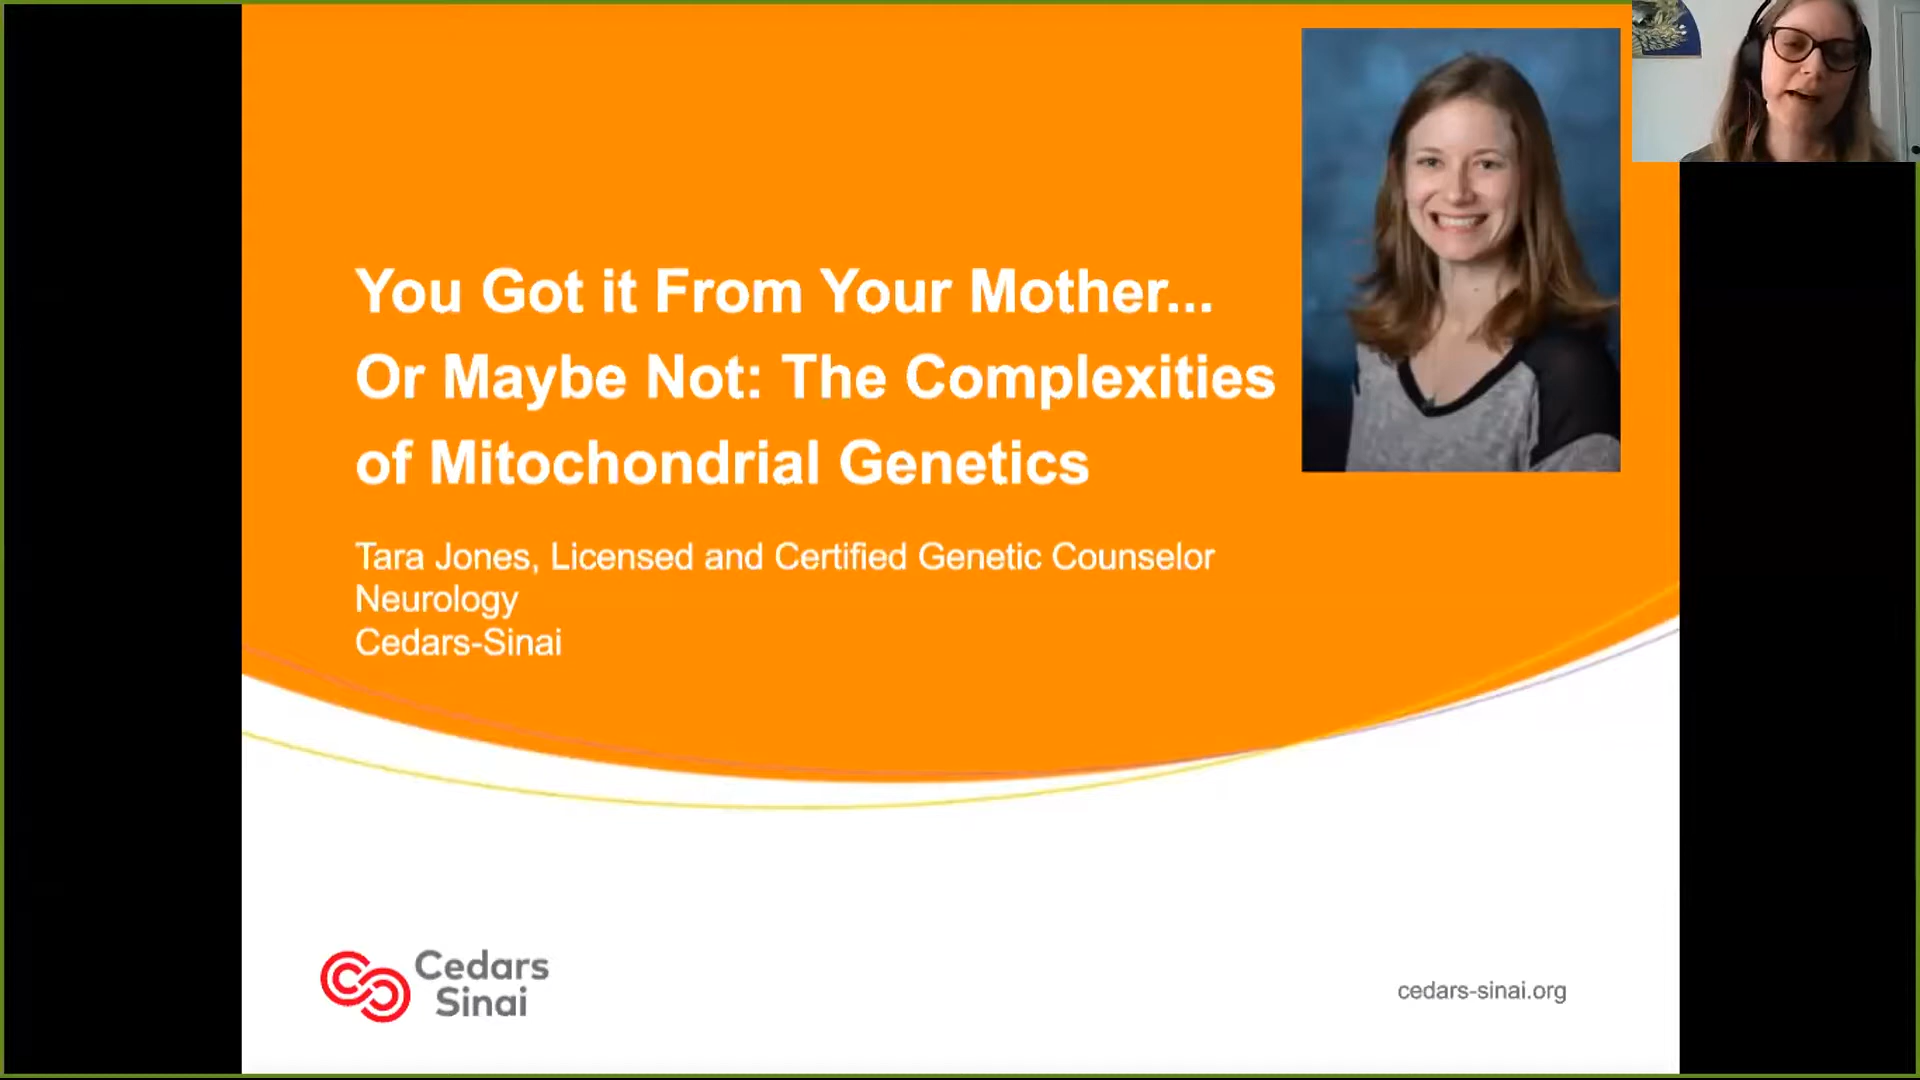 You Got it From Your Mother...
Or Maybe Not: The Complexities
of Mitochondrial Genetics
Tara Jones, Licensed and Certified Genetic Counselor
Neurology
Cedars-Sinai
Cedars
Sinai
cedars-sinai.org